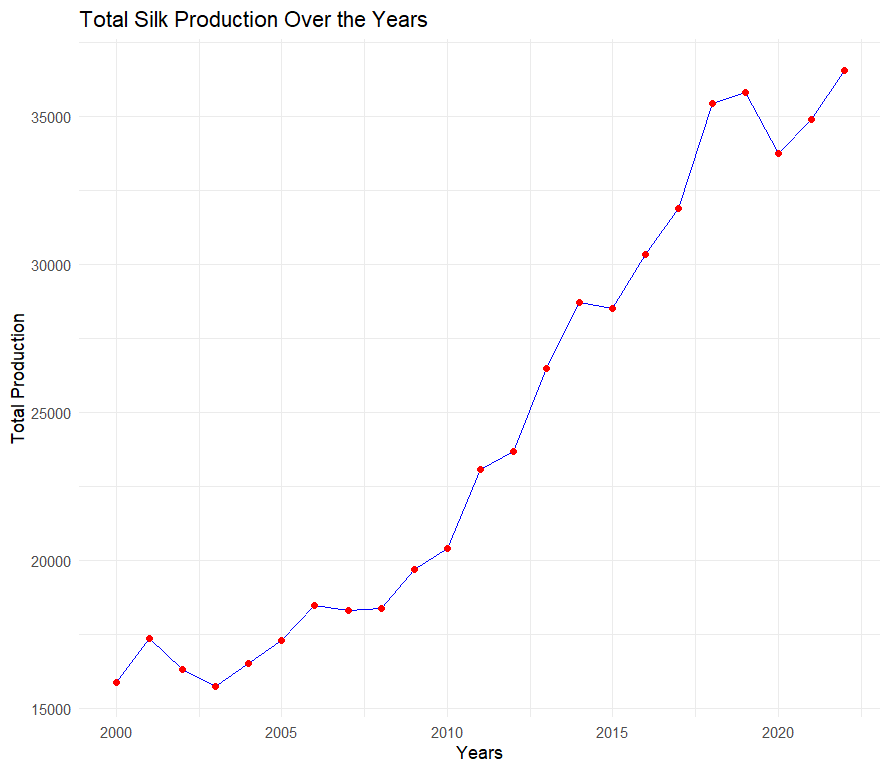 Total Silk Production Over the Years
Total Production
35000
30000
25000
20000
15000
2000 2005 2010 2015 2020
Years